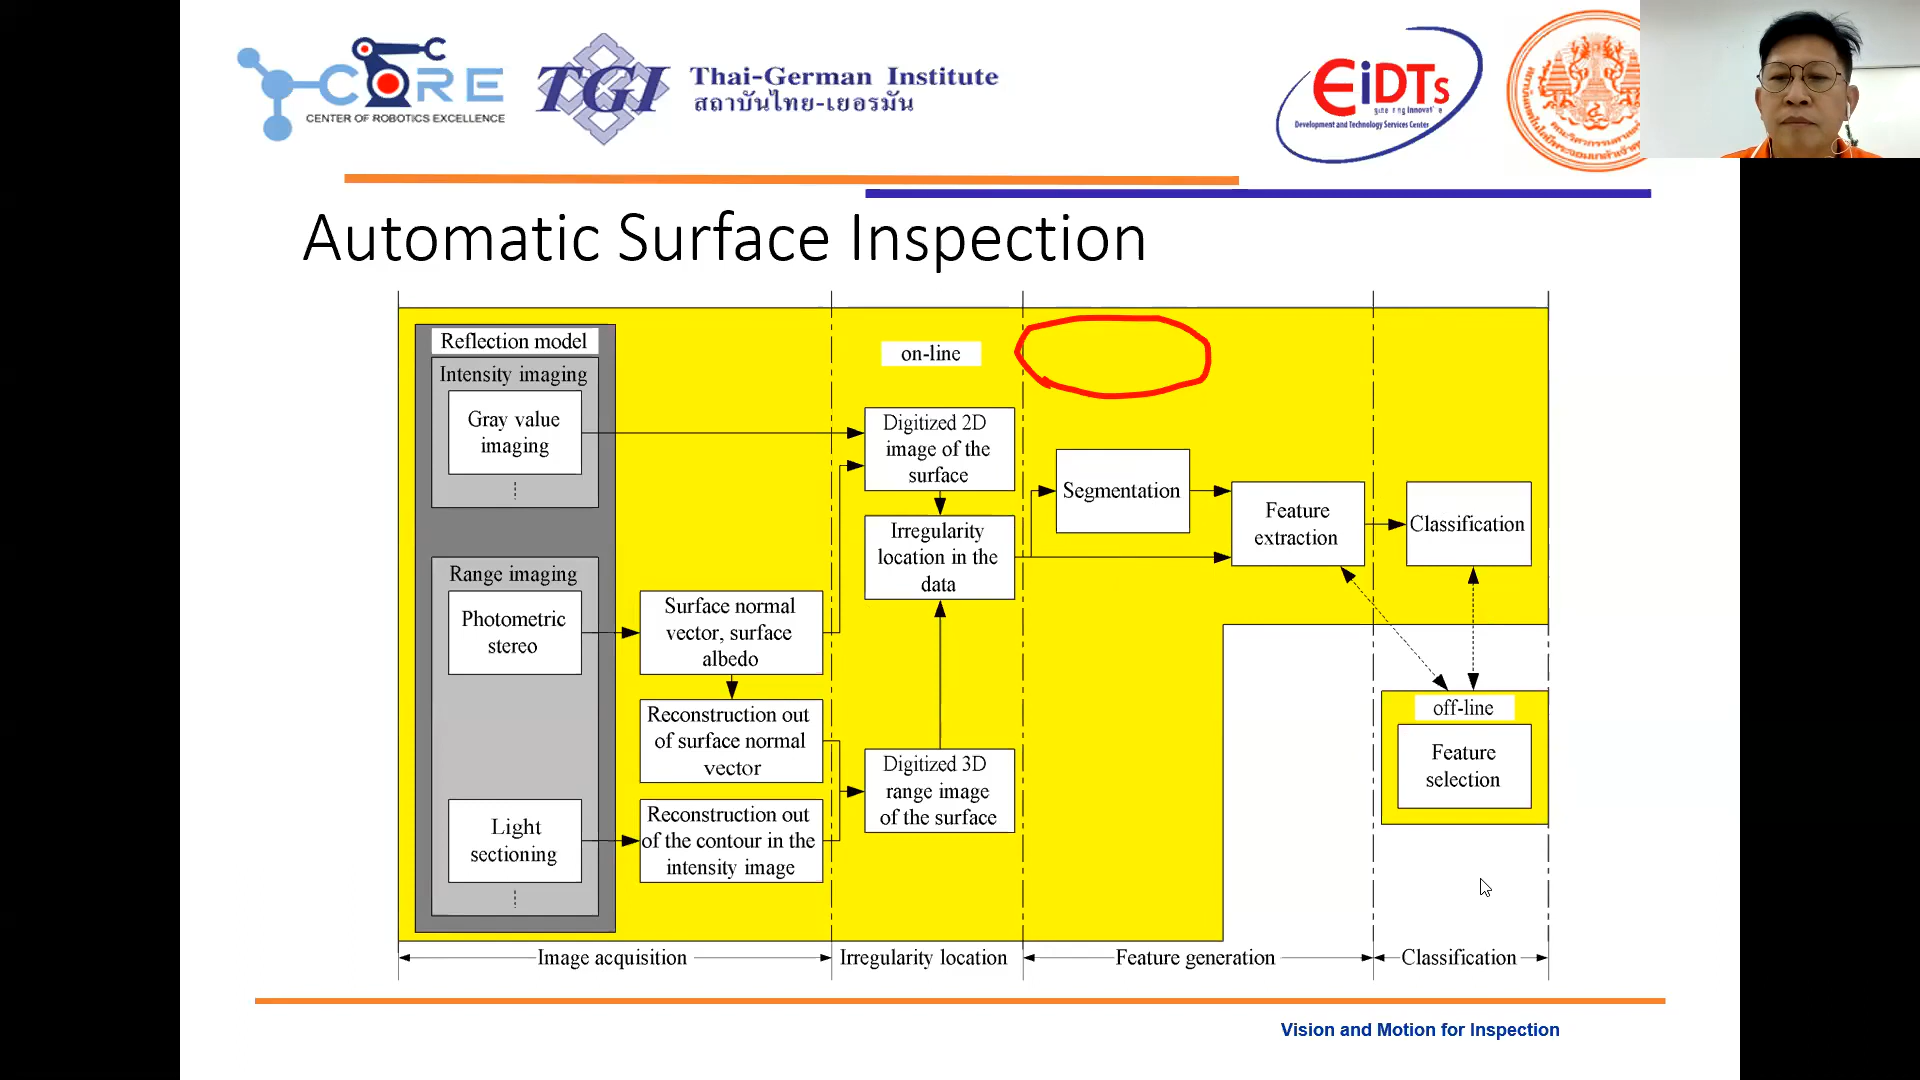 CORE
CENTER OF ROBOTICS EXCELLENCE
TGI
Thai-German Institute
สถาบันไทย-เยอรมัน
EiDTs
Development and Technology Services Center
Automatic Surface Inspection
Reflection model
Intensity imaging
Gray value
imaging
Range imaging
Photometric
stereo
Light
sectioning
Surface normal
vector, surface
albedo
Reconstruction out
of surface normal
vector
Reconstruction out
of the contour in the
intensity image
on-line
Digitized 2D
image of the
surface
Irregularity
location in the
data
Digitized 3D
range image
of the surface
Segmentation
Feature
extraction
Classification
off-line
Feature
selection
Image acquisition
Irregularity location
Feature generation
Classification
Vision and Motion for Inspection